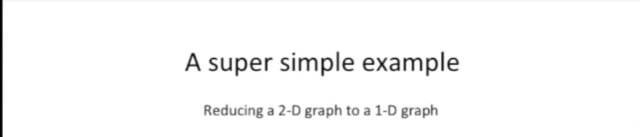 A super simple example
Reducing a 2-D graph to a 1-D graph